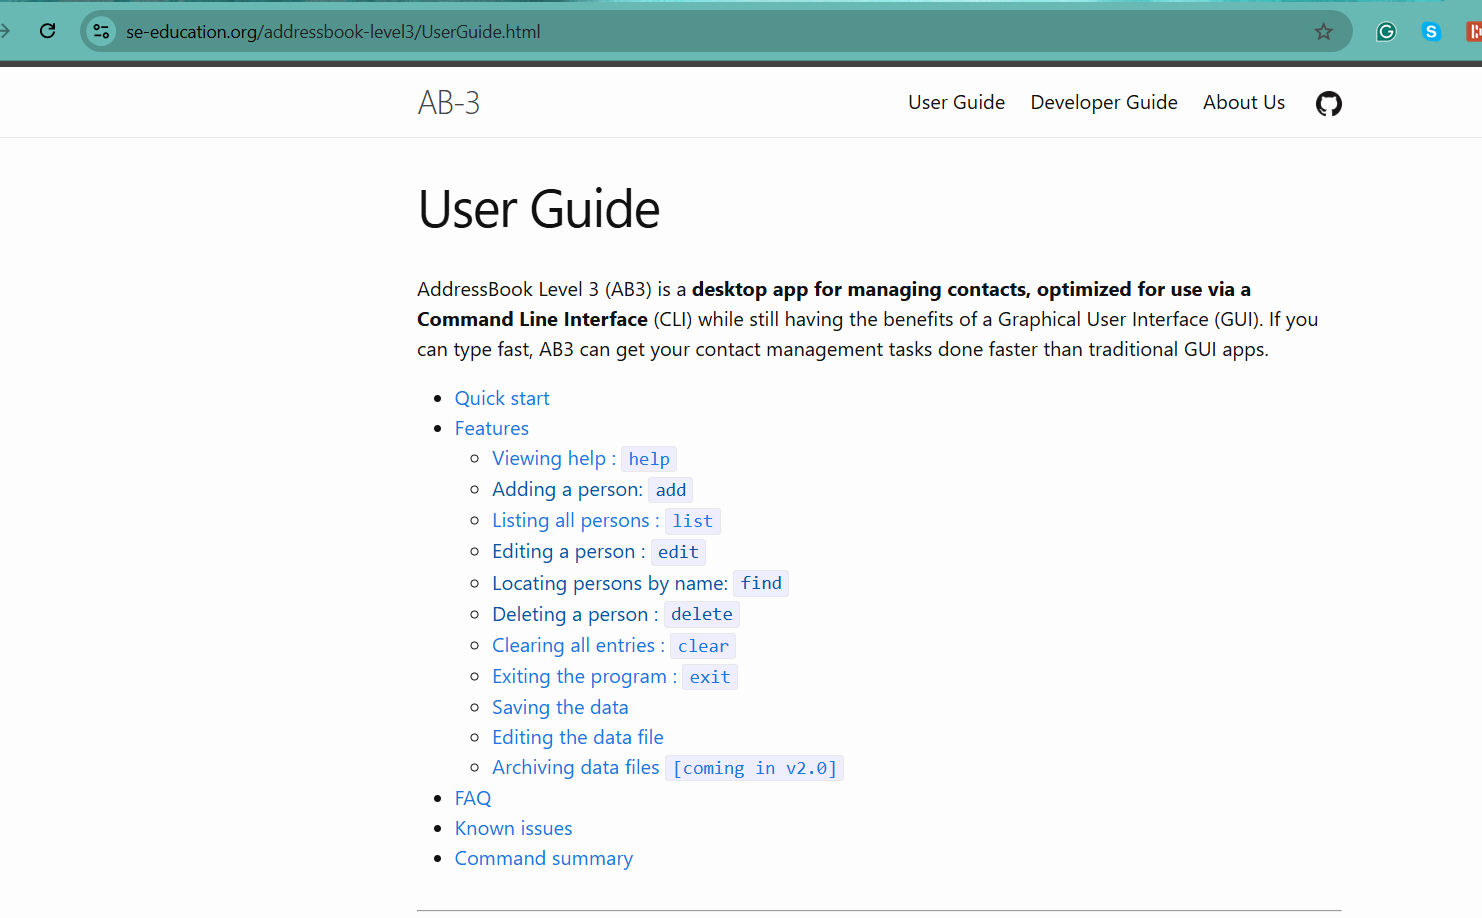 se-education.org/addressbook-level3/UserGuide.html
AB-3
User Guide
Developer Guide
About Us
User Guide
AddressBook Level 3 (AB3) is a desktop app for managing contacts, optimized for use via a
Command Line Interface (CLI) while still having the benefits of a Graphical User Interface (GUI). If you
can type fast, AB3 can get your contact management tasks done faster than traditional GUI apps.
Quick start
Features
Viewing help : help
Adding a person: add
Listing all persons : list
Editing a person : edit
Locating persons by name: find
Deleting a person : delete
Clearing all entries : clear
Exiting the program : exit
Saving the data
Editing the data file
Archiving data files [coming in v2.0]
FAQ
Known issues
Command summary